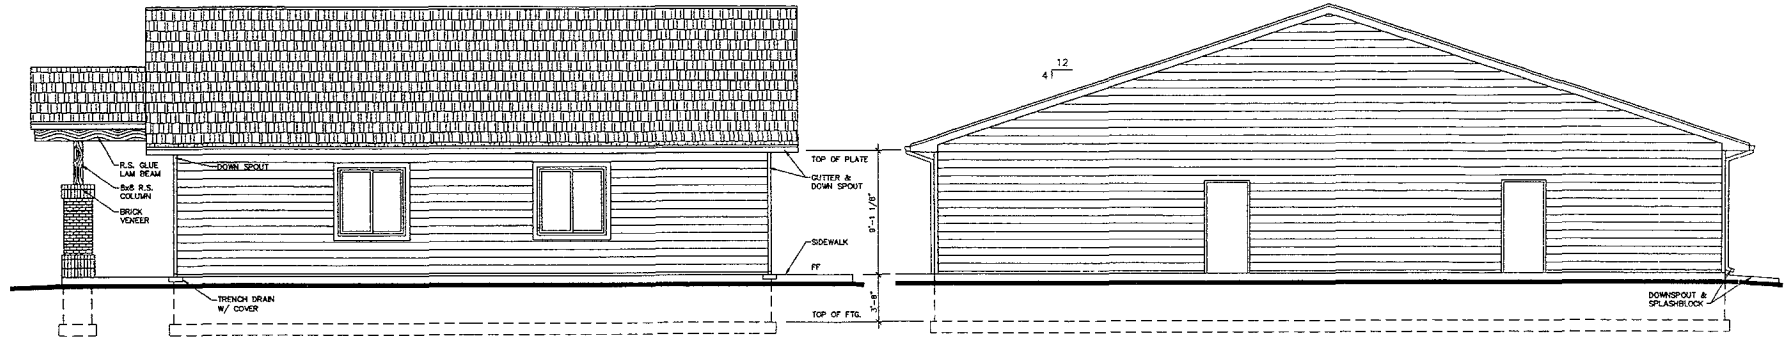 R.S. GLUE
LAM BEAM
8x8 R.S.
COLUMN
BRICK
VENEER
DOWN SPOUT
TRENCH DRAIN
W/ COVER
TOP OF PLATE
GUTTER &
DOWN SPOUT
9'-1 1/8"
SIDEWALK
FF
3'-8"
TOP OF FTG.
12
4
DOWNSPOUT &
SPLASHBLOCK